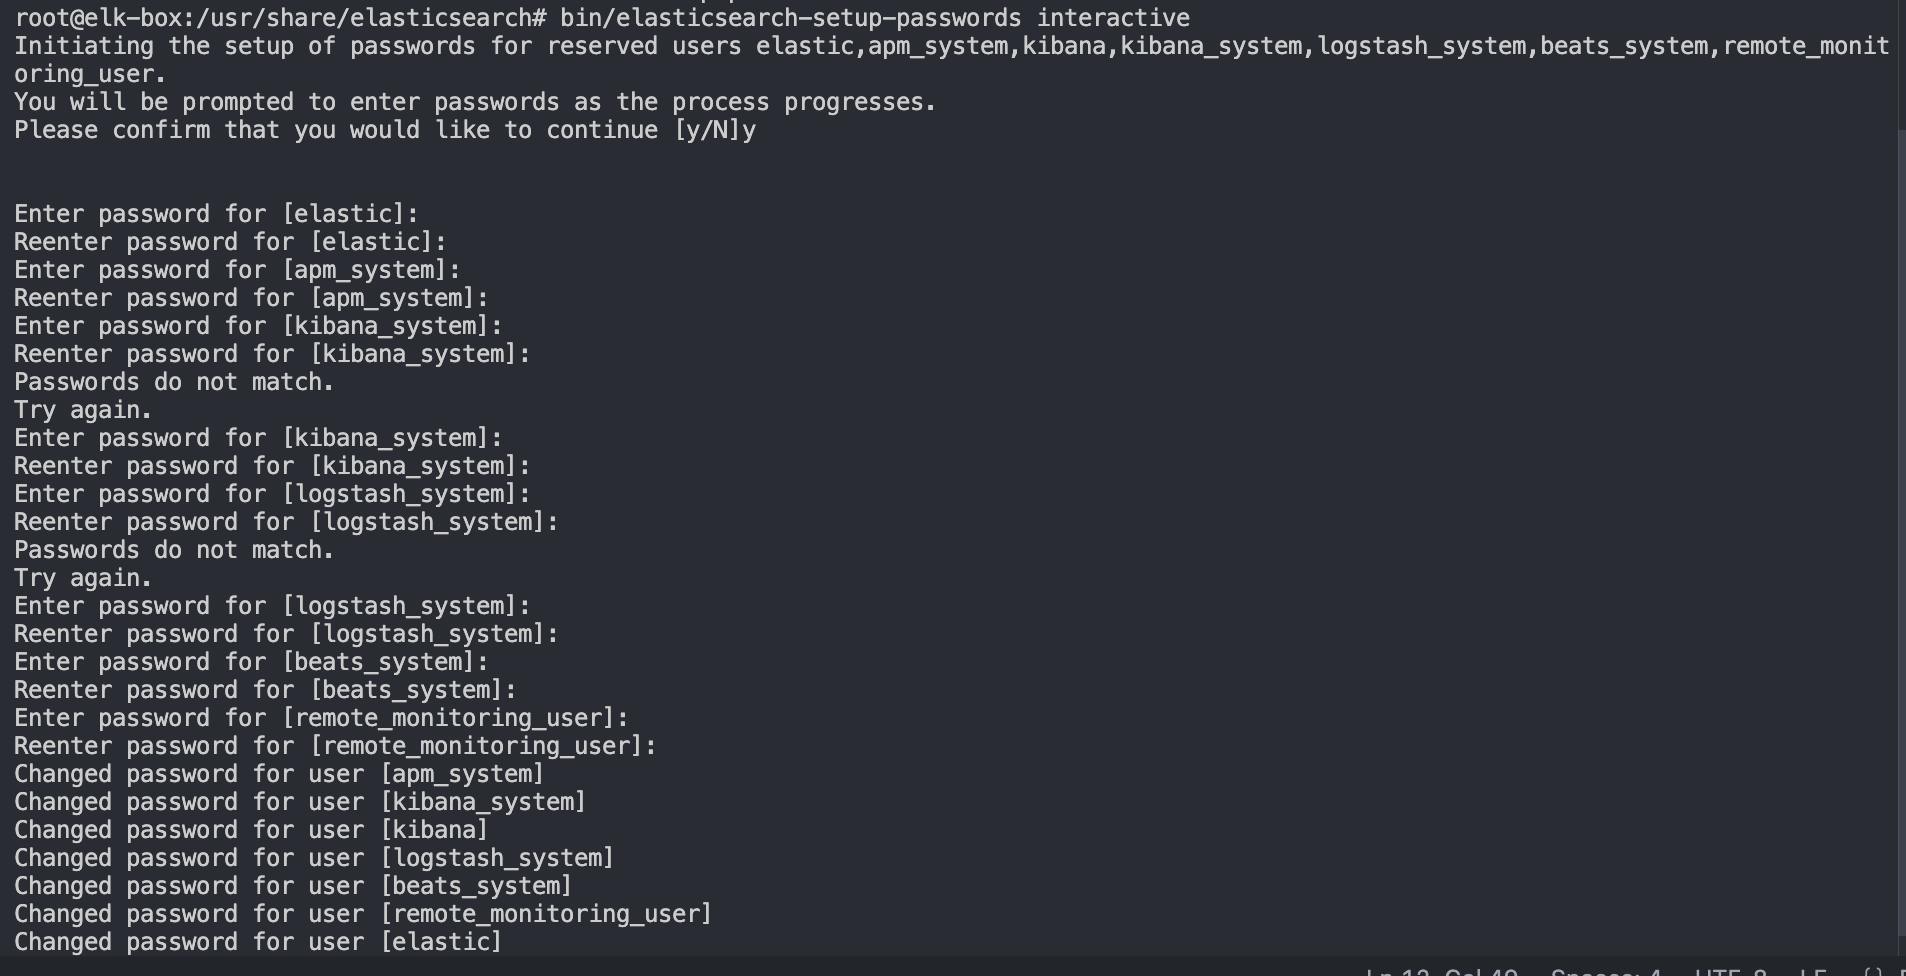 root@elk-box:/usr/share/elasticsearch# bin/elasticsearch-setup-passwords interactive
Initiating the setup of passwords for reserved users elastic,apm_system,kibana,kibana_system,logstash_system,beats_system,remote_monit
oring_user.
You will be prompted to enter passwords as the process progresses.
Please confirm that you would like to continue [y/N]y
Enter password for [elastic]:
Reenter password for [elastic]:
Enter password for [apm_system]:
Reenter password for [apm_system]:
Enter password for [kibana_system]:
Reenter password for [kibana_system]:
Passwords do not match.
Try again.
Enter password for [kibana_system]:
Reenter password for [kibana_system]:
Enter password for [logstash_system]:
Reenter password for [logstash_system]:
Passwords do not match.
Try again.
Enter password for [logstash_system]:
Reenter password for [logstash_system]:
Enter password for [beats_system]:
Reenter password for [beats_system]:
Enter password for [remote_monitoring_user]:
Reenter password for [remote_monitoring_user]:
Changed password for user [apm_system]
Changed password for user [kibana_system]
Changed password for user [kibana]
Changed password for user [logstash_system]
Changed password for user [beats_system]
Changed password for user [remote_monitoring_user]
Changed password for user [elastic]